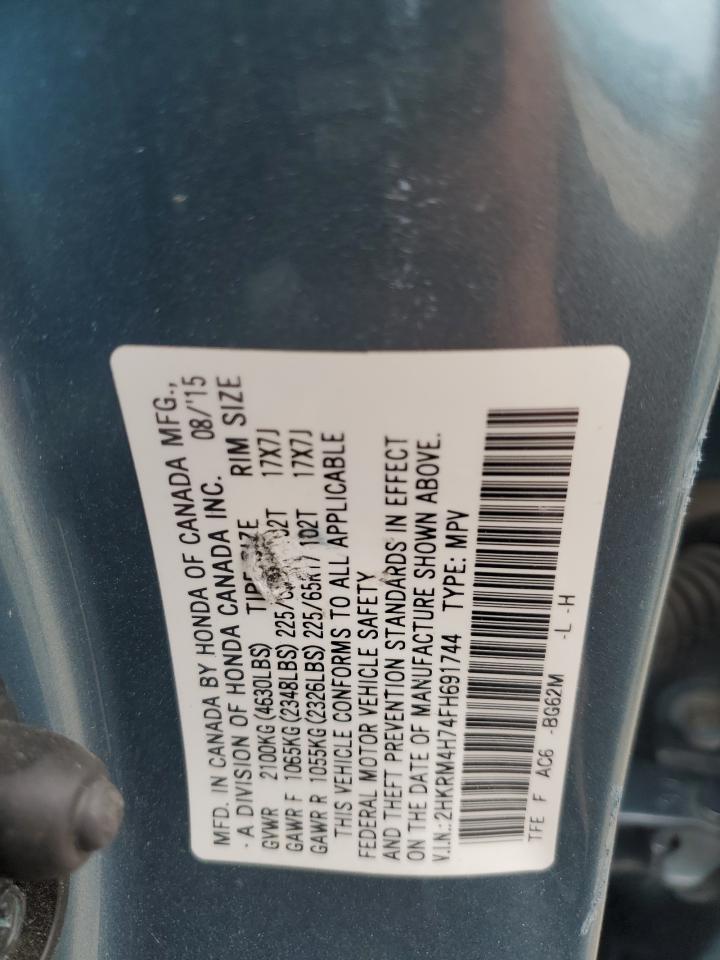 MFD. IN CANADA BY HONDA OF CANADA MFG.,
- A DIVISION OF HONDA CANADA INC. 08/'15
GVWR 2100KG (4630LBS) TIRE SIZE RIM SIZE
GAWR F 1065KG (2348LBS) 225/ 17X7J
GAWR R 1055KG (2326LBS) 225/65R17 102T 17X7J
THIS VEHICLE CONFORMS TO ALL APPLICABLE
FEDERAL MOTOR VEHICLE SAFETY
AND THEFT PREVENTION STANDARDS IN EFFECT
ON THE DATE OF MANUFACTURE SHOWN ABOVE.
V.I.N.: 2HKRM4H74FH691744 TYPE: MPV
TFE F AC6 -BG62M -L -H